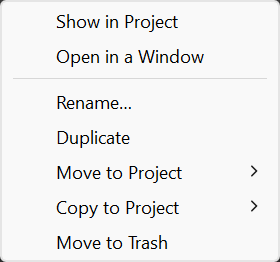 Show in Project
Open in a Window
Rename...
Duplicate
Move to Project
Copy to Project
Move to Trash